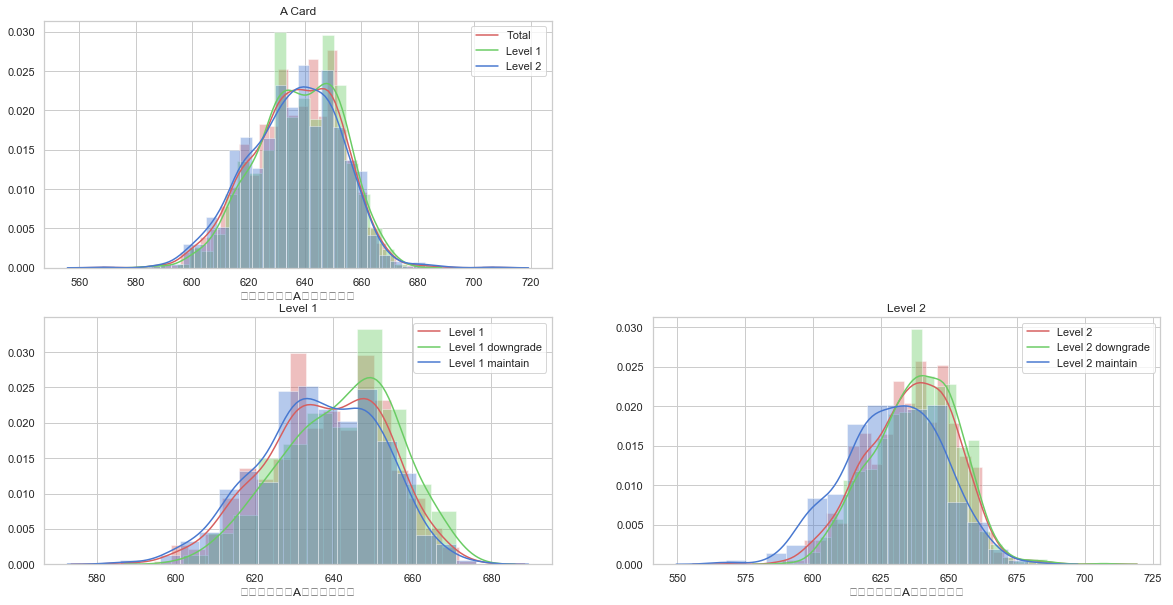 A Card
0.030
0.025
0.020
0.015
0.010
0.005
0.000
Total
Level 1
Level 2
560 580 600 620 640 660 680 700 720
A
Level 1
0.030
0.025
0.020
0.015
0.010
0.005
0.000
Level 1
Level 1 downgrade
Level 1 maintain
580 600 620 640 660 680
A
Level 2
0.030
0.025
0.020
0.015
0.010
0.005
0.000
Level 2
Level 2 downgrade
Level 2 maintain
550 575 600 625 650 675 700 725
A